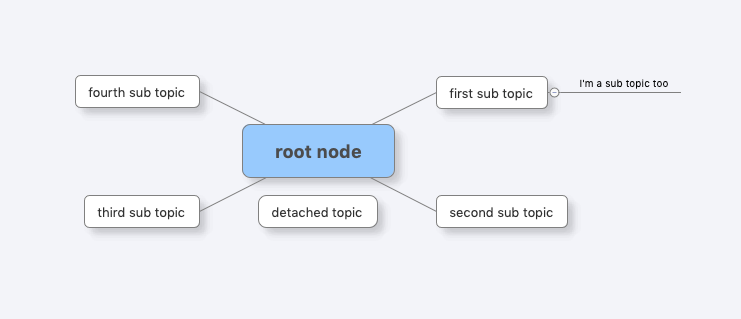 fourth sub topic
first sub topic
I'm a sub topic too
root node
third sub topic
detached topic
second sub topic